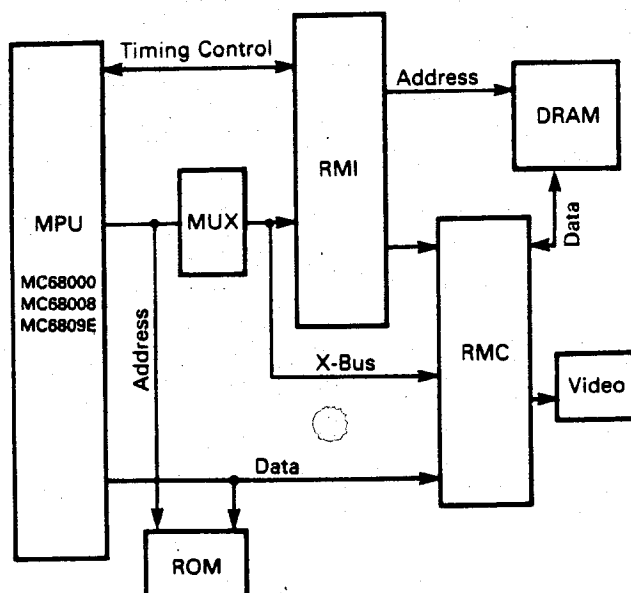 Timing Control
Address
DRAM
RMI
MPU
MUX
Data
MC68000
MC68008
MC6809E
Address
X-Bus
RMC
Video
Data
ROM